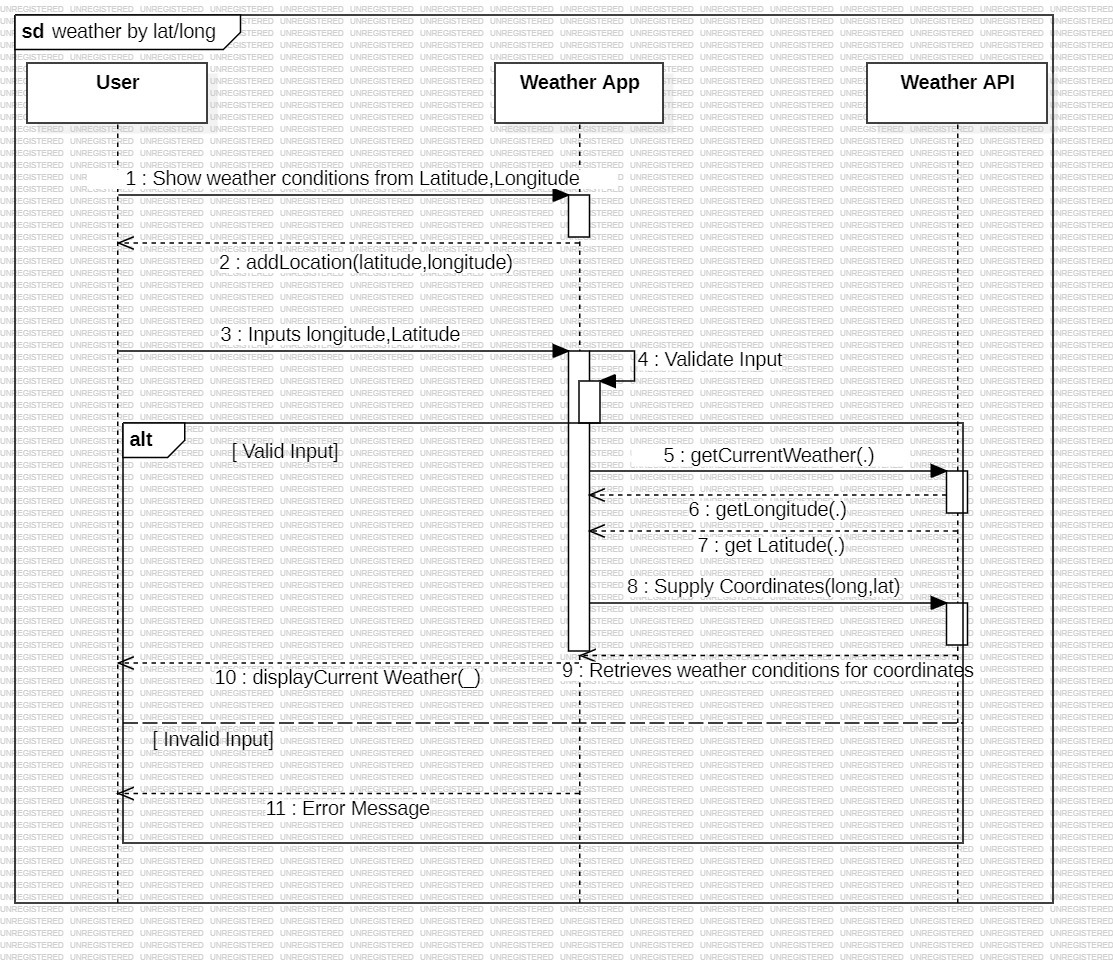 sd weather by lat/long
User
Weather App
Weather API
1 : Show weather conditions from Latitude,Longitude
2 : addLocation(latitude,longitude)
3 : Inputs longitude,Latitude
4 : Validate Input
alt
[ Valid Input]
5 : getCurrentWeather(.)
6 : getLongitude(.)
7 : get Latitude(.)
8 : Supply Coordinates(long,lat)
9 : Retrieves weather conditions for coordinates
10 : displayCurrent Weather(_)
[ Invalid Input]
11 : Error Message
UNREGISTERED